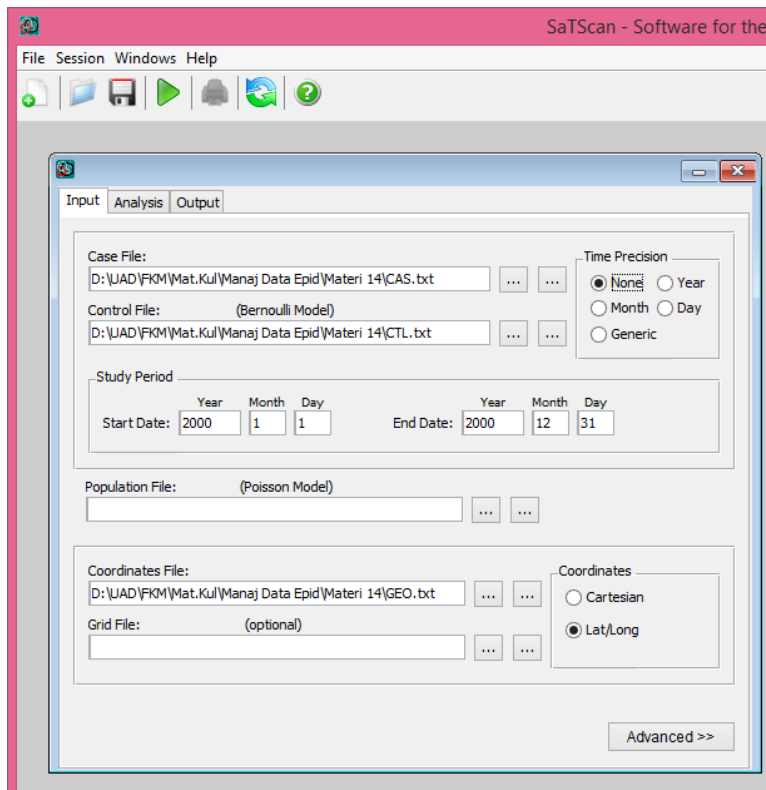 SaTScan - Software for the
File Session Windows Help
Input Analysis Output
Case File:
D:\UAD\FKM\Mat.Kul\Manaj Data Epid\Materi 14\CAS.txt
... ...
Control File: (Bernoulli Model)
D:\UAD\FKM\Mat.Kul\Manaj Data Epid\Materi 14\CTL.txt
... ...
Time Precision
None Year
Month Day
Generic
Study Period
Year Month Day Year Month Day
Start Date: 2000 1 1 End Date: 2000 12 31
Population File: (Poisson Model)
... ...
Coordinates File:
D:\UAD\FKM\Mat.Kul\Manaj Data Epid\Materi 14\GEO.txt
... ...
Grid File: (optional)
... ...
Coordinates
Cartesian
Lat/Long
Advanced >>